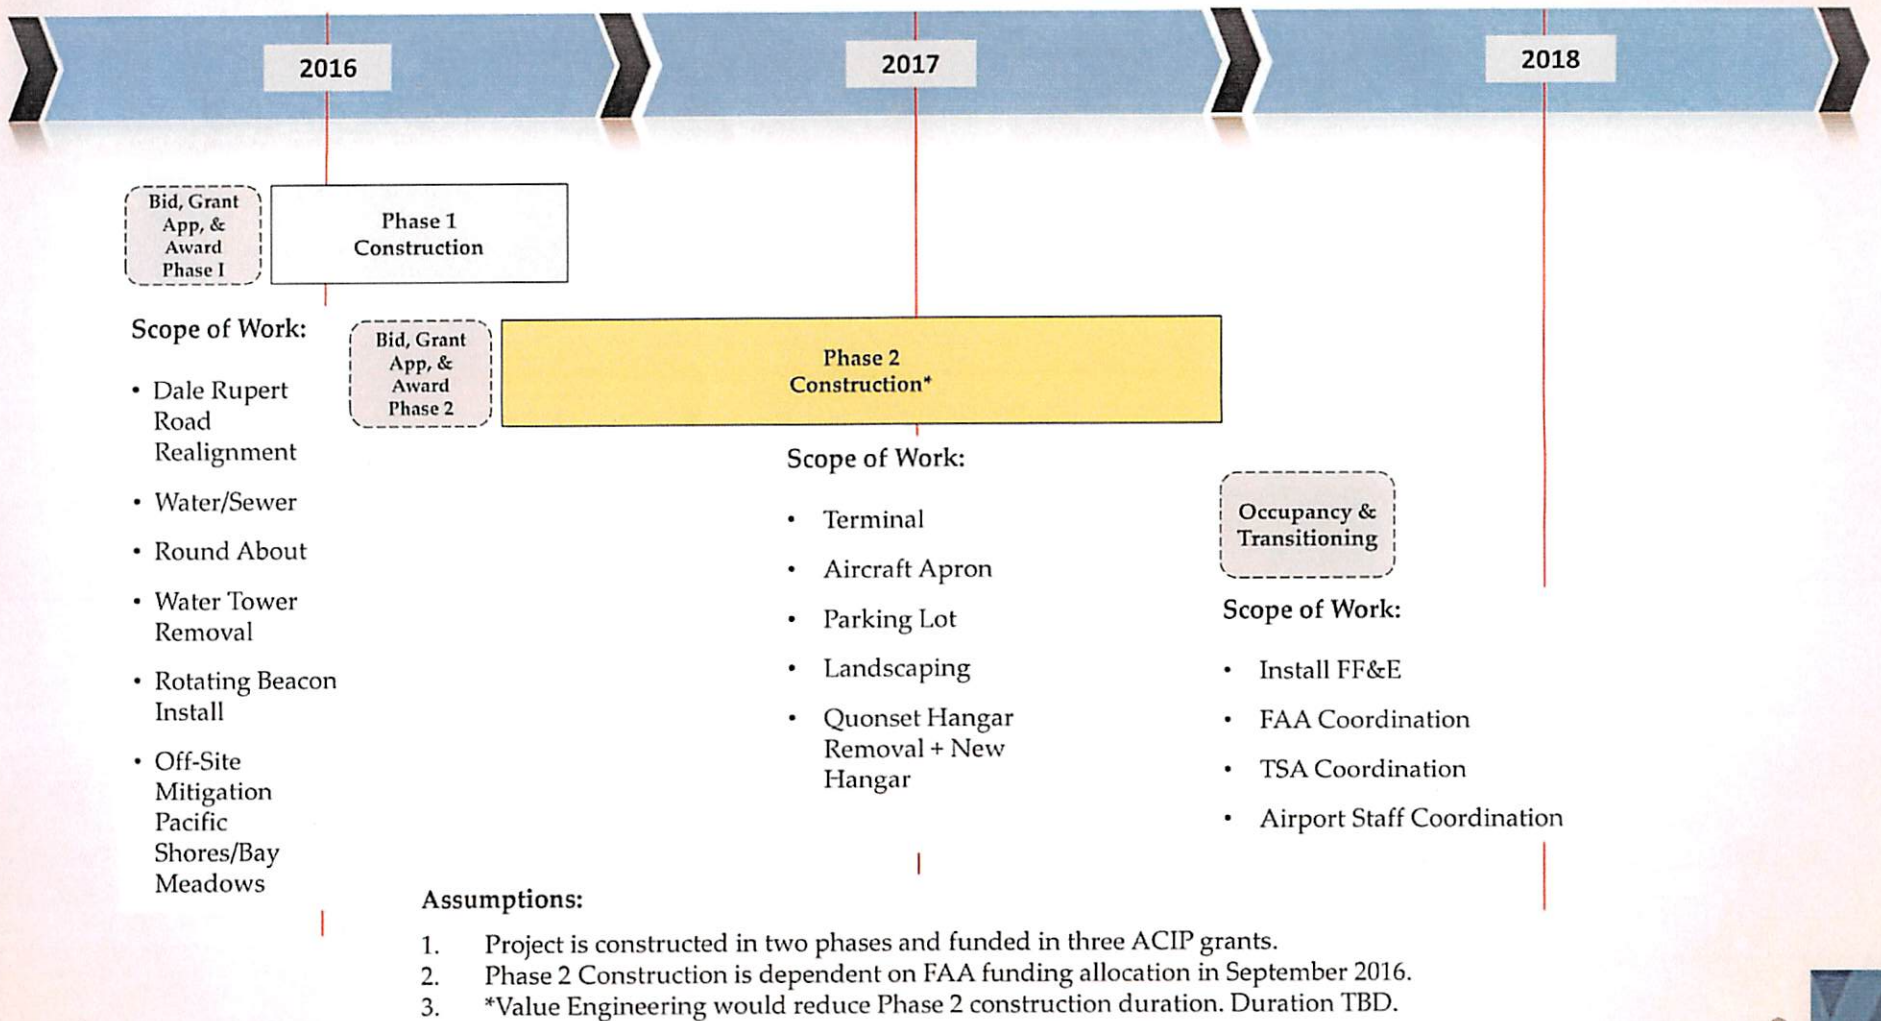 2016
2017
2018
Bid, Grant
App, &
Award
Phase I
Phase 1
Construction
Scope of Work:
• Dale Rupert
Road
Realignment
• Water/Sewer
• Round About
• Water Tower
Removal
• Rotating Beacon
Install
• Off-Site
Mitigation
Pacific
Shores/Bay
Meadows
Bid, Grant
App, &
Award
Phase 2
Phase 2
Construction*
Scope of Work:
• Terminal
• Aircraft Apron
• Parking Lot
• Landscaping
• Quonset Hangar
Removal + New
Hangar
Occupancy &
Transitioning
Scope of Work:
• Install FF&E
• FAA Coordination
• TSA Coordination
• Airport Staff Coordination
Assumptions:
1. Project is constructed in two phases and funded in three ACIP grants.
2. Phase 2 Construction is dependent on FAA funding allocation in September 2016.
3. *Value Engineering would reduce Phase 2 construction duration. Duration TBD.